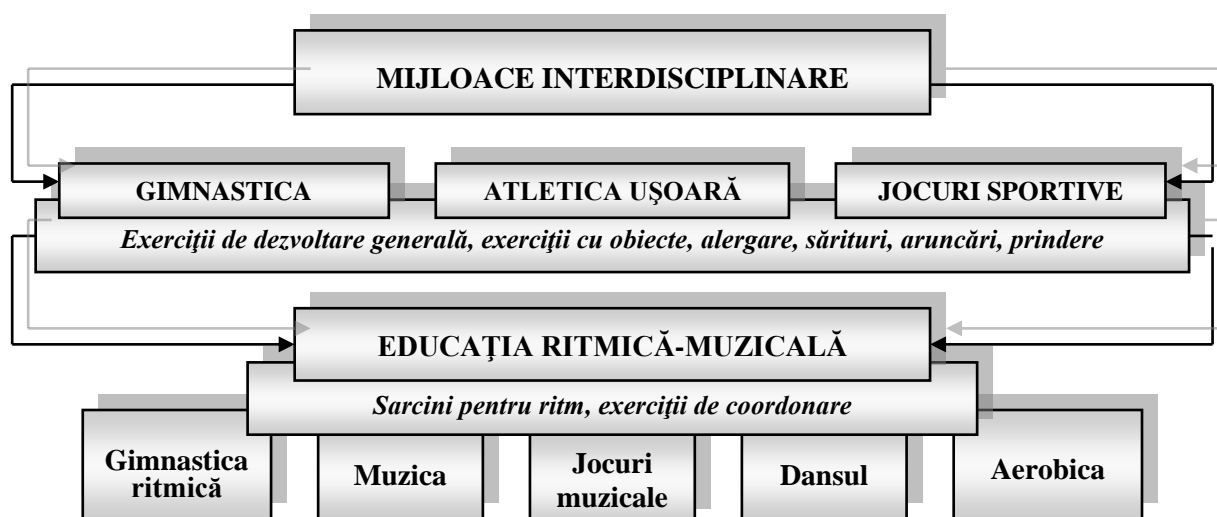 MIJLOACE INTERDISCIPLINARE
GIMNASTICA
ATLETICA UŞOARĂ
JOCURI SPORTIVE
Exerciţii de dezvoltare generală, exerciţii cu obiecte, alergare, sărituri, aruncări, prindere
EDUCAŢIA RITMICĂ-MUZICALĂ
Sarcini pentru ritm, exerciţii de coordonare
Gimnastica
ritmică
Muzica
Jocuri
muzicale
Dansul
Aerobica